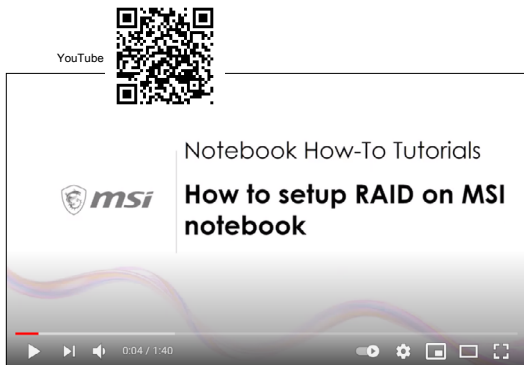 YouTube
Notebook How-To Tutorials
msi
How to setup RAID on MSI
notebook
0:04 / 1:40